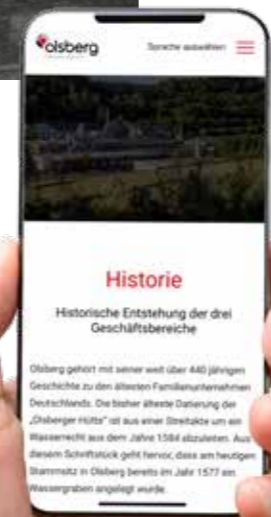 olsberg
Sprache auswählen
Historie
Historische Entstehung der drei
Geschäftsbereiche
Olsberg gehört mit seiner weit über 440 jährigen
Geschichte zu den ältesten Familienunternehmen
Deutschlands. Die bisher älteste Datierung der
„Olsberger Hütte“ ist aus einer Streitakte um ein
Wasserrecht aus dem Jahre 1584 abzuleiten. Aus
diesem Schriftstück geht hervor, dass am heutigen
Stammsitz in Olsberg bereits im Jahr 1577 ein
Wassergraben angelegt wurde.